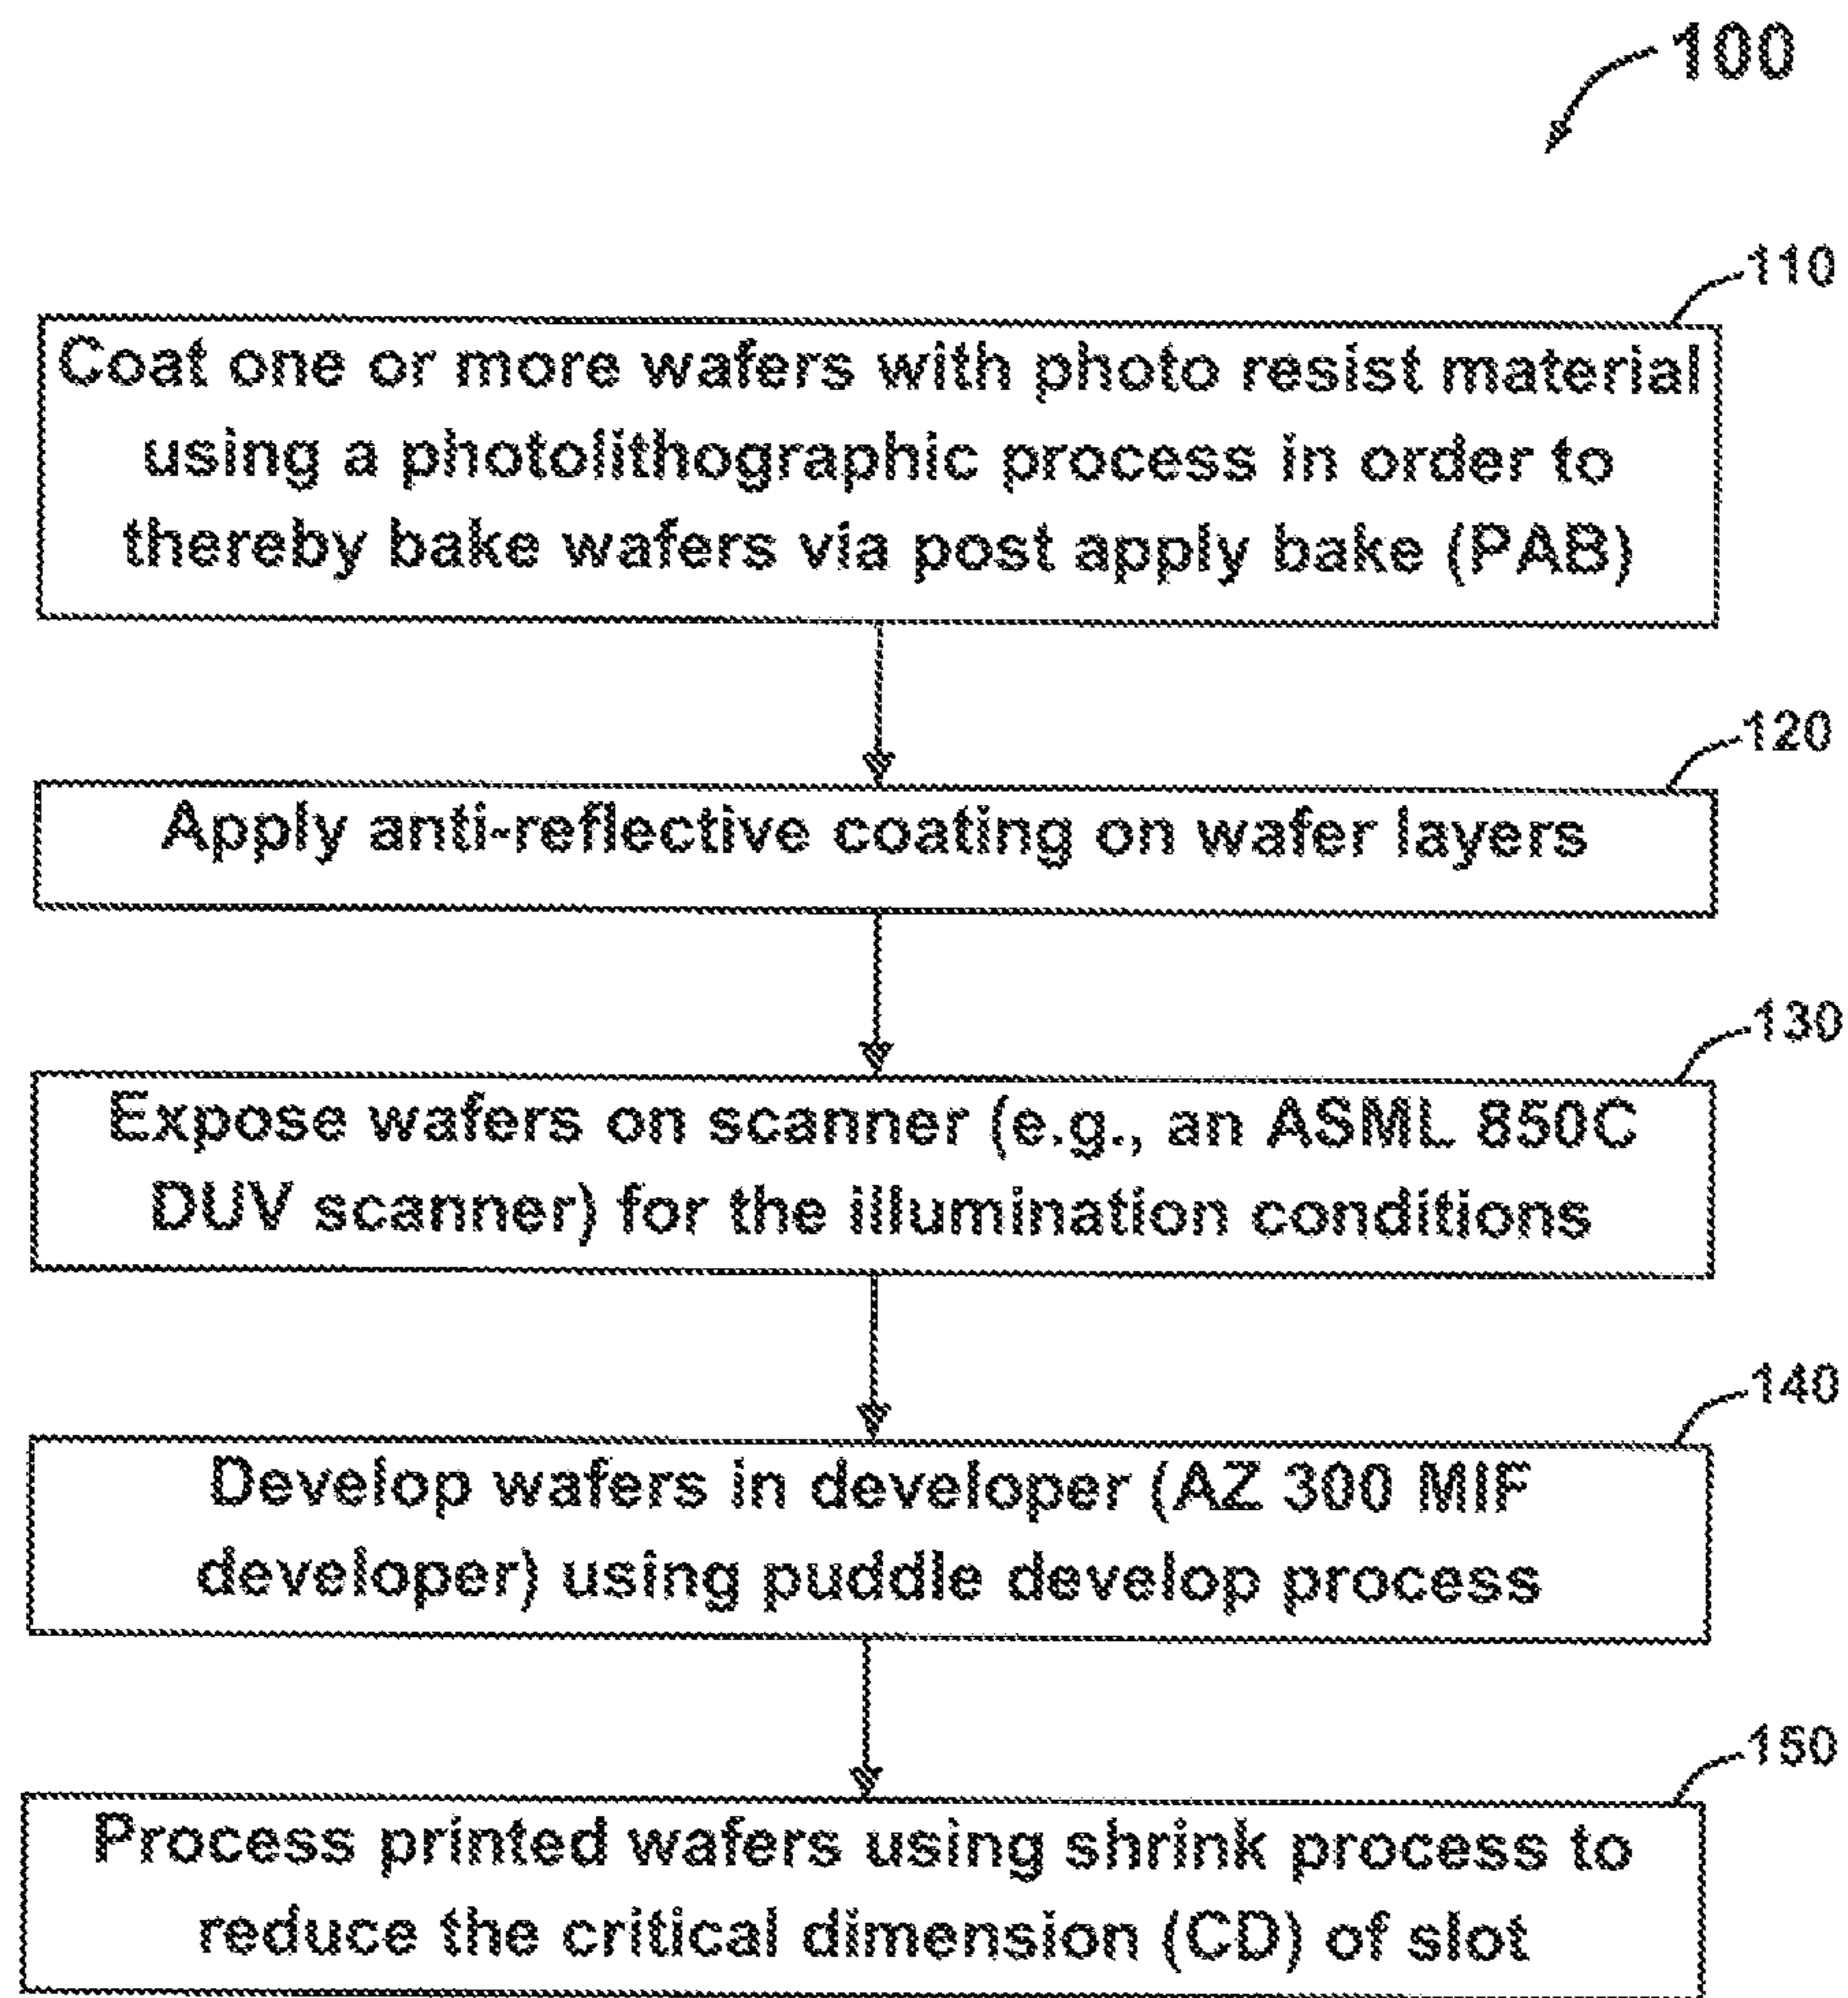 100
110
Coat one or more wafers with photo resist material
using a photolithographic process in order to
thereby bake wafers via post apply bake (PAB)
120
Apply anti-reflective coating on wafer layers
130
Expose wafers on scanner (e.g., an ASML 850C
DUV scanner) for the illumination conditions
140
Develop wafers in developer (AZ 300 MIF
developer) using puddle develop process
150
Process printed wafers using shrink process to
reduce the critical dimension (CD) of slot